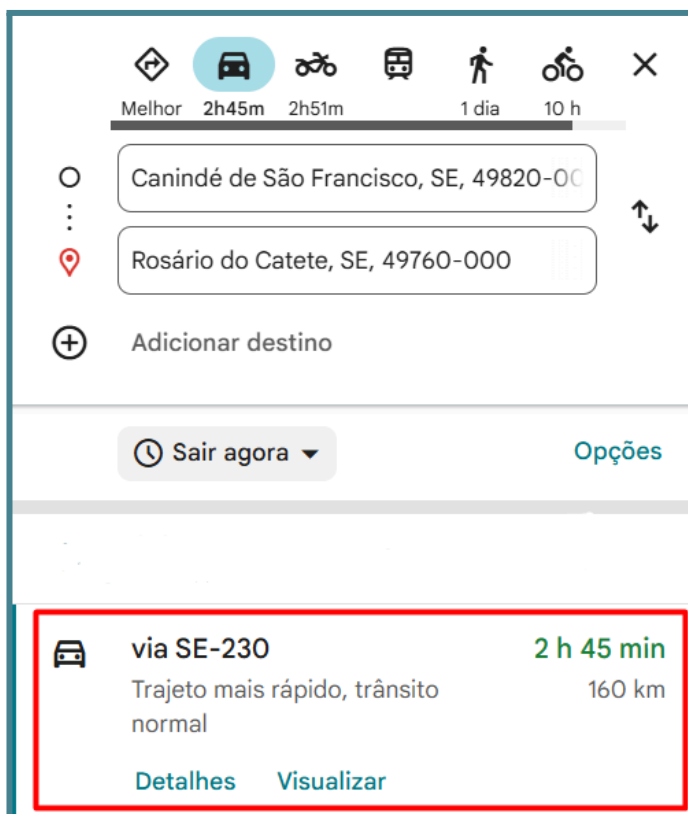 Melhor 2h45m 2h51m 1 dia 10 h
Canindé de São Francisco, SE, 49820-00
Rosário do Catete, SE, 49760-000
Adicionar destino
Sair agora Opções
via SE-230 2 h 45 min
Trajeto mais rápido, trânsito 160 km
normal
Detalhes Visualizar